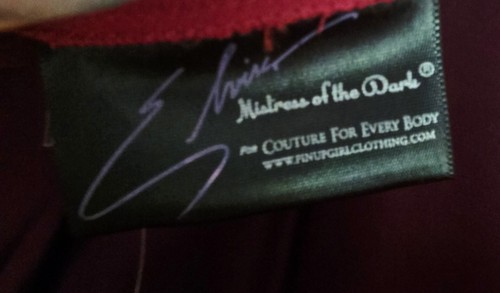 Elvira
Mistress of the Dark®
FOR COUTURE FOR EVERY BODY
WWW.PINUPGIRLCLOTHING.COM